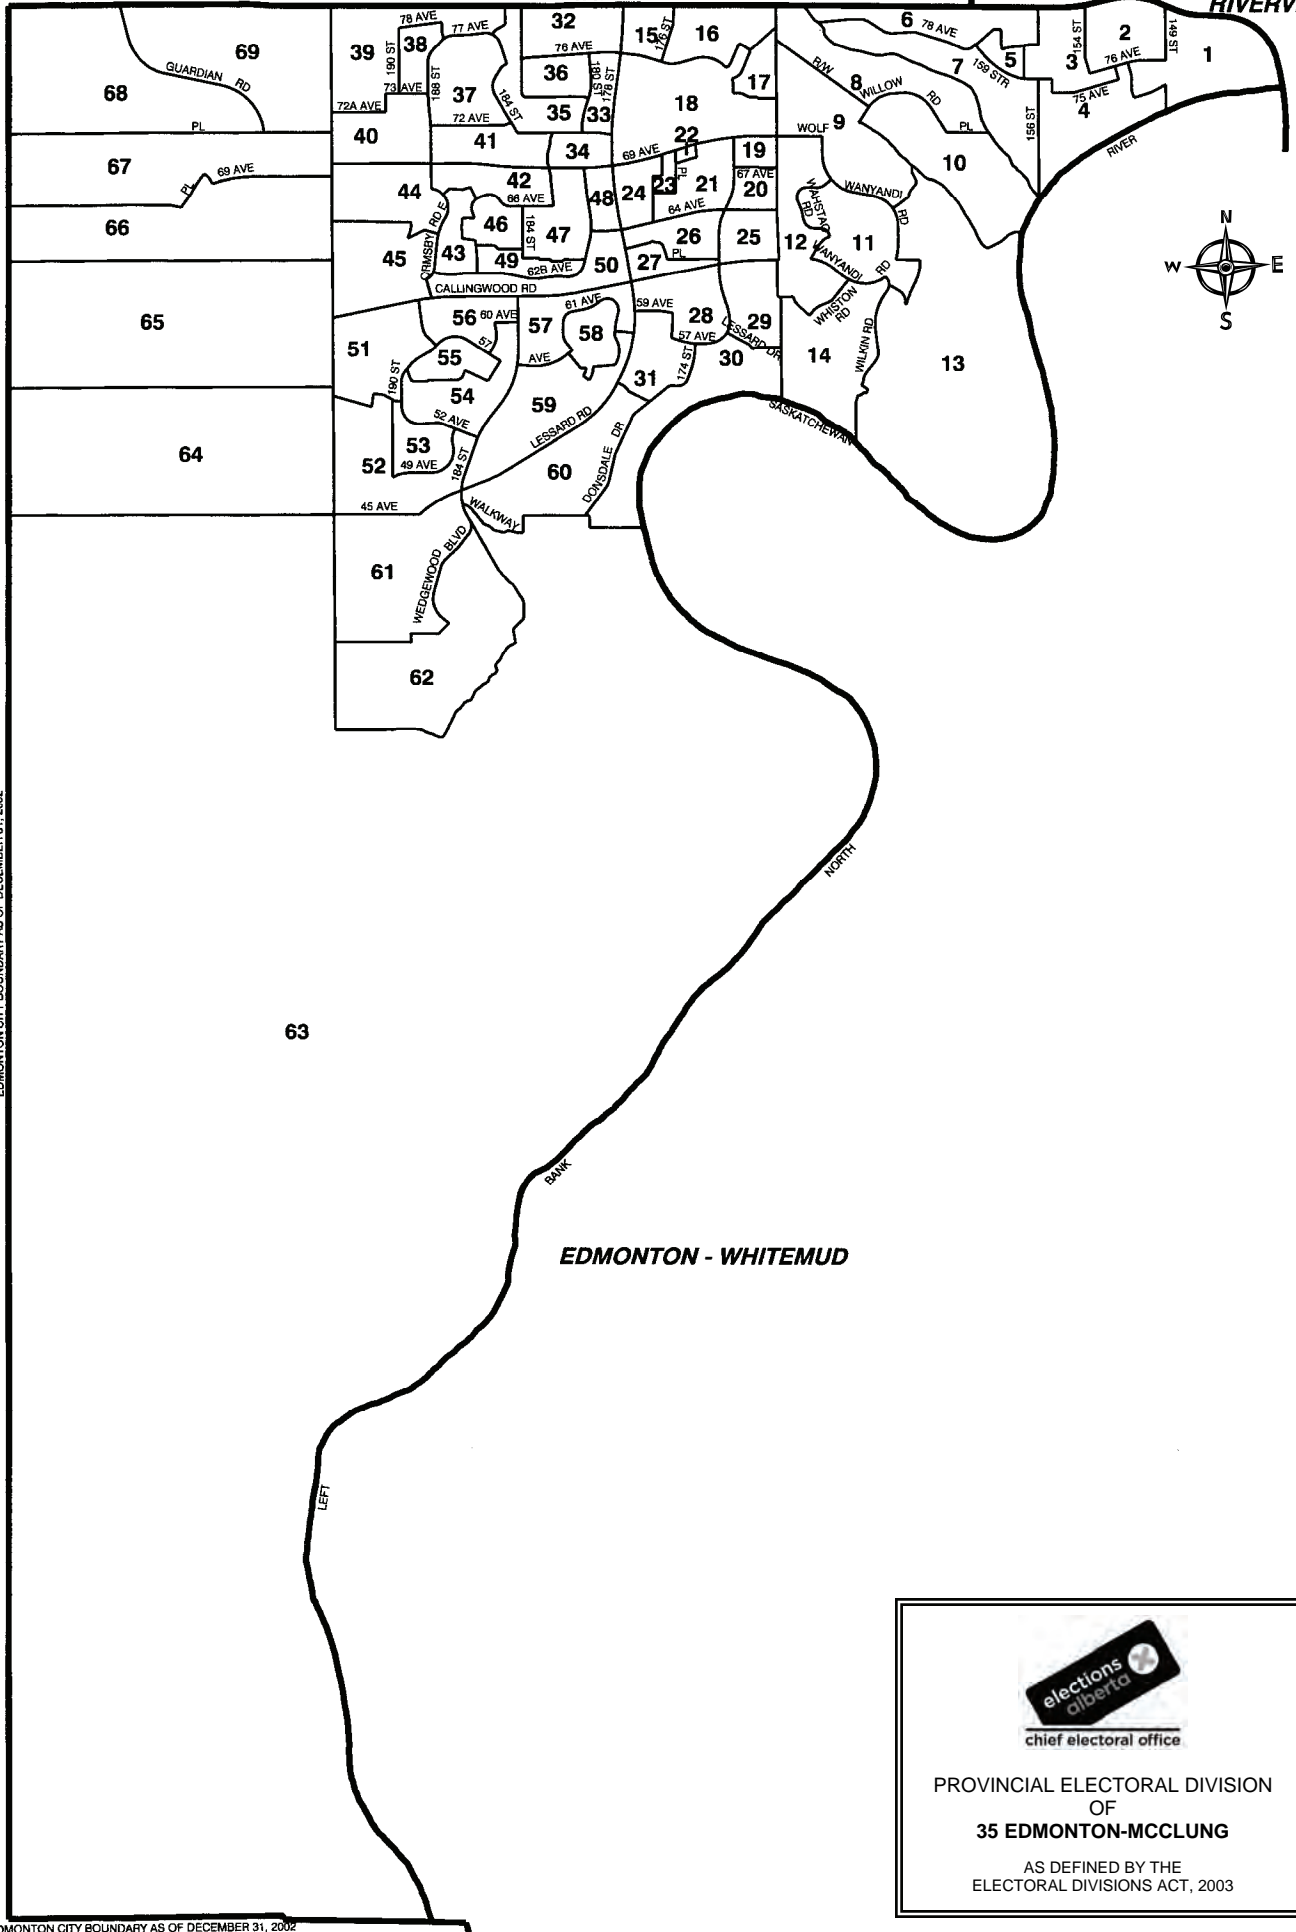 RIVERV
69
68
GUARDIAN RD
PL
67
PL
69 AVE
66
65
64
39
78 AVE
38
190 ST
77 AVE
188 ST
37
73 AVE
72A AVE
40
72 AVE
184 ST
41
32
76 AVE
36
180 ST
178 ST
35
33
34
15
176 ST
16
17
18
22
69 AVE
PL
23
24
21
19
67 AVE
20
64 AVE
48
42
66 AVE
44
ORMSBY RD E
46
184 ST
47
43
49
62B AVE
45
CALLINGWOOD RD
50
26
PL
27
25
6
78 AVE
7
159 STR
5
154 ST
3
2
76 AVE
149 ST
1
75 AVE
4
R/W
8
WILLOW RD
PL
9
WOLF
10
156 ST
RIVER
WANYANDI RD
WAHSTAO RD
12
11
WANYANDI RD
WHISTON RD
WILKIN RD
14
13
N
W
E
S
51
190 ST
56
60 AVE
57
55
54
52 AVE
53
49 AVE
52
184 ST
45 AVE
57
AVE
61 AVE
58
59 AVE
28
57 AVE
LESSARD DR
29
30
174 ST
31
59
LESSARD RD
60
DONSDALE DR
WALKWAY
SASKATCHEWAN
61
WEDGEWOOD BLVD
62
EDMONTON CITY BOUNDARY AS OF DECEMBER 31, 2002
63
NORTH
BANK
LEFT
EDMONTON - WHITEMUD
elections
alberta
chief electoral office
PROVINCIAL ELECTORAL DIVISION
OF
35 EDMONTON-MCCLUNG
AS DEFINED BY THE
ELECTORAL DIVISIONS ACT, 2003
DMONTON CITY BOUNDARY AS OF DECEMBER 31, 2002